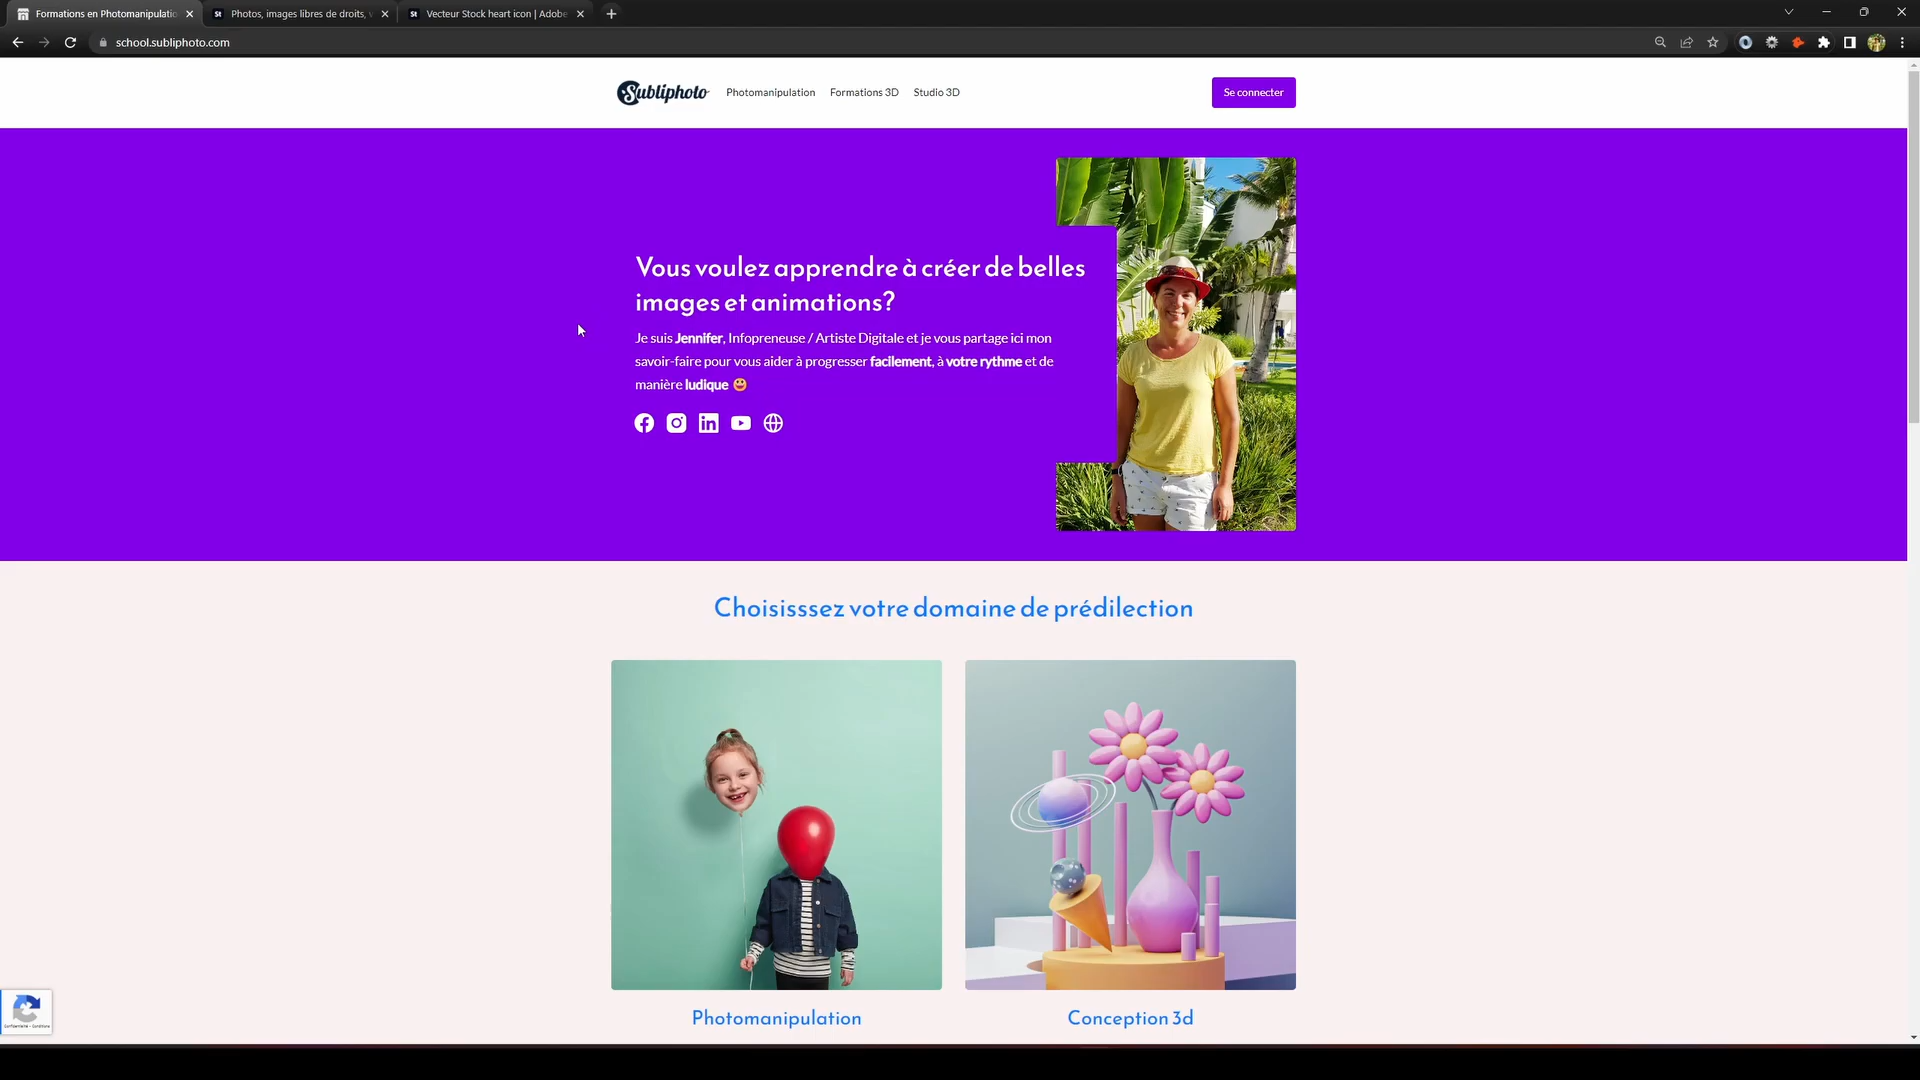 Formations en Photomanipulatio
Photos, images libres de droits, v
Vecteur Stock heart icon | Adobe
school.subliphoto.com
Subliphoto
Photomanipulation
Formations 3D
Studio 3D
Se connecter
Vous voulez apprendre à créer de belles
images et animations?
Je suis Jennifer, Infopreneuse / Artiste Digitale et je vous partage ici mon
savoir-faire pour vous aider à progresser facilement, à votre rythme et de
manière ludique 😃
Choisisssez votre domaine de prédilection
Photomanipulation
Conception 3d
Confidentialité - Conditions